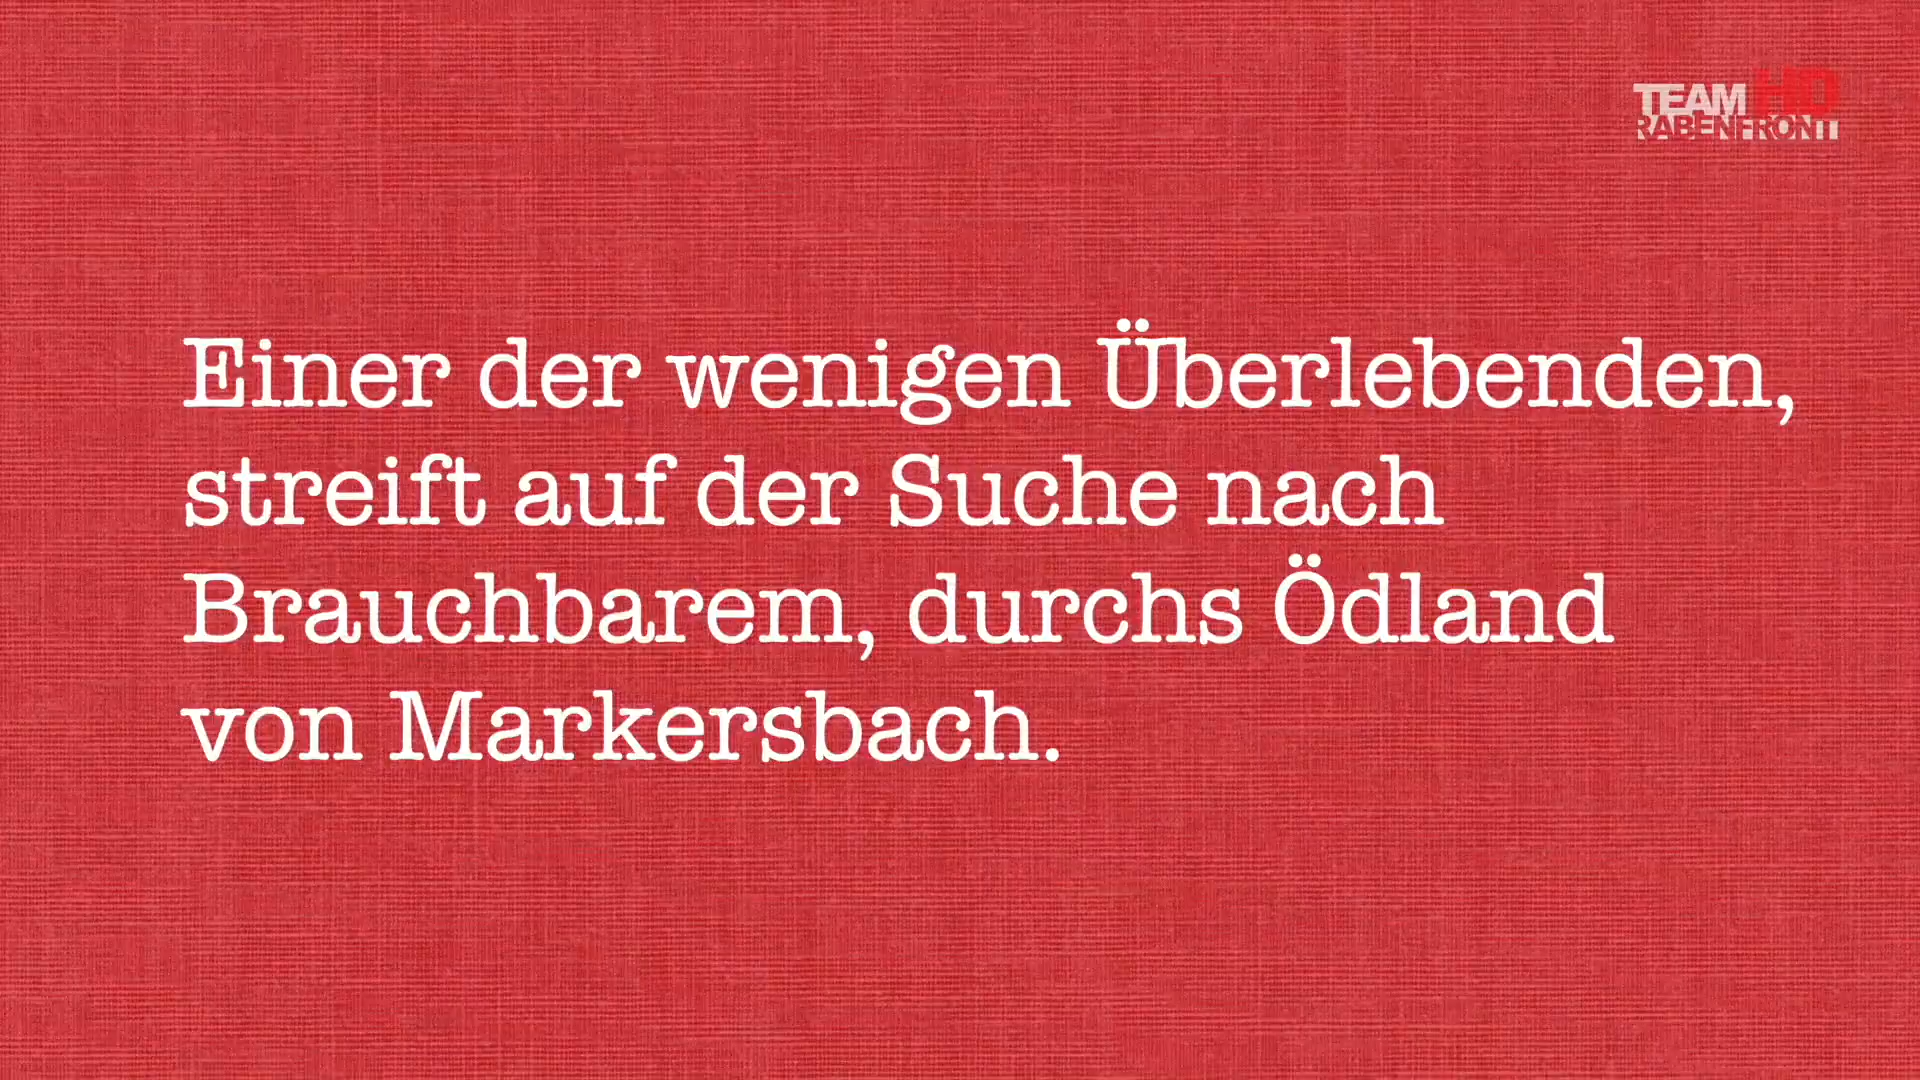 TEAM HD
RABENFRONT
Einer der wenigen Überlebenden,
streift auf der Suche nach
Brauchbarem, durchs Ödland
von Markersbach.